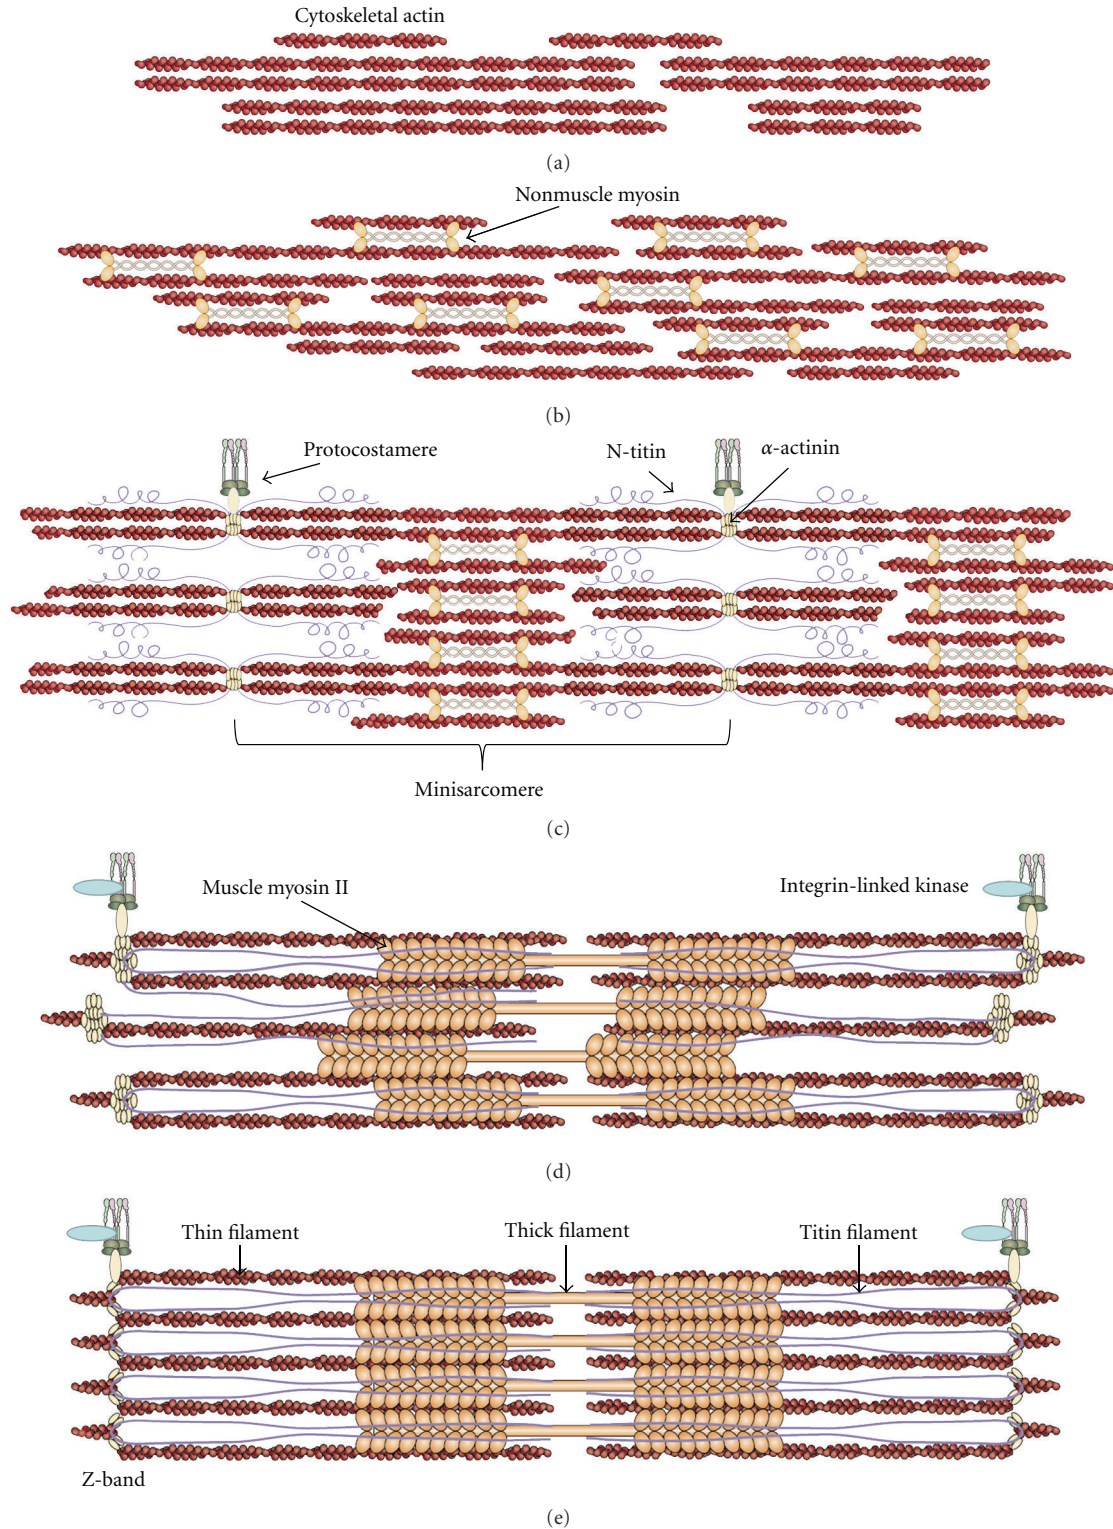 Cytoskeletal actin
(a)
Nonmuscle myosin
(b)
Protocostamere
N-titin
α-actinin
Minisarcomere
(c)
Muscle myosin II
Integrin-linked kinase
(d)
Thin filament
Thick filament
Titin filament
Z-band
(e)